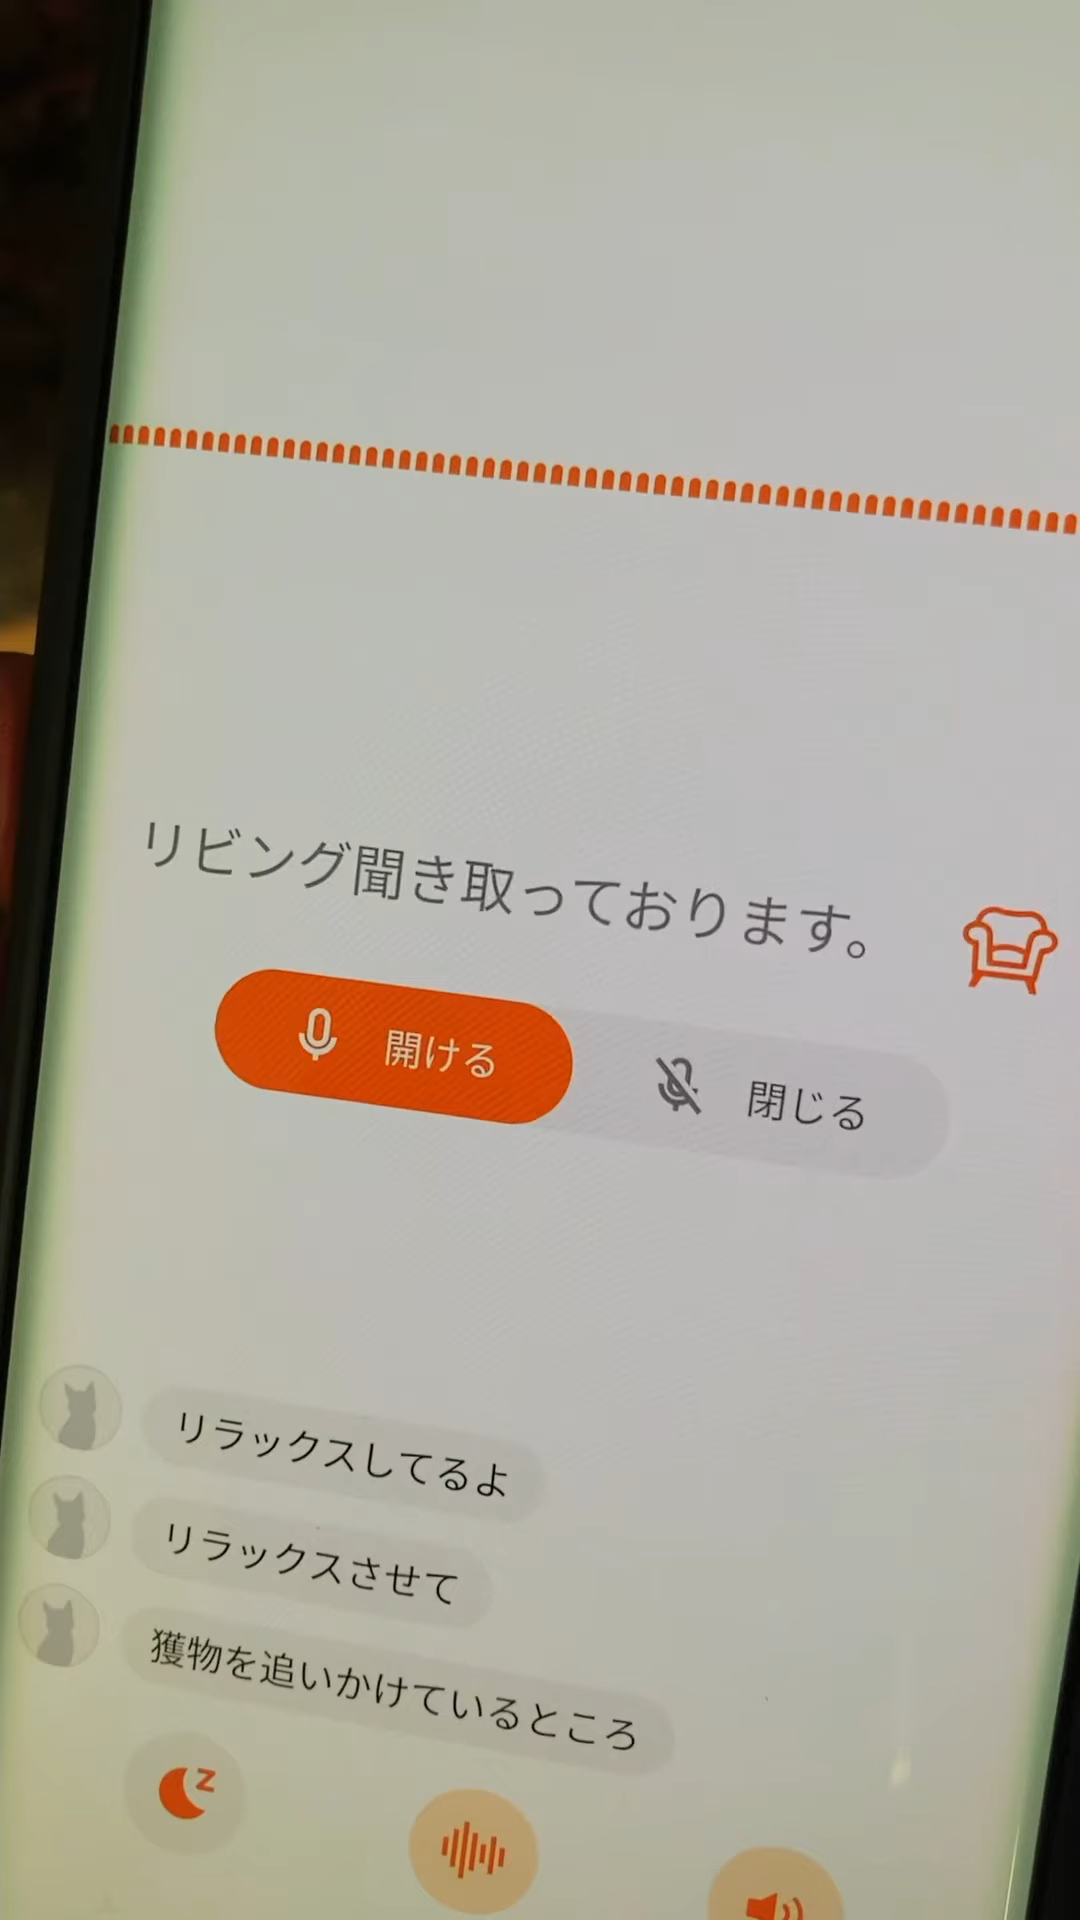 リビング聞き取っております。
開ける
閉じる
リラックスしてるよ
リラックスさせて
獲物を追いかけているところ